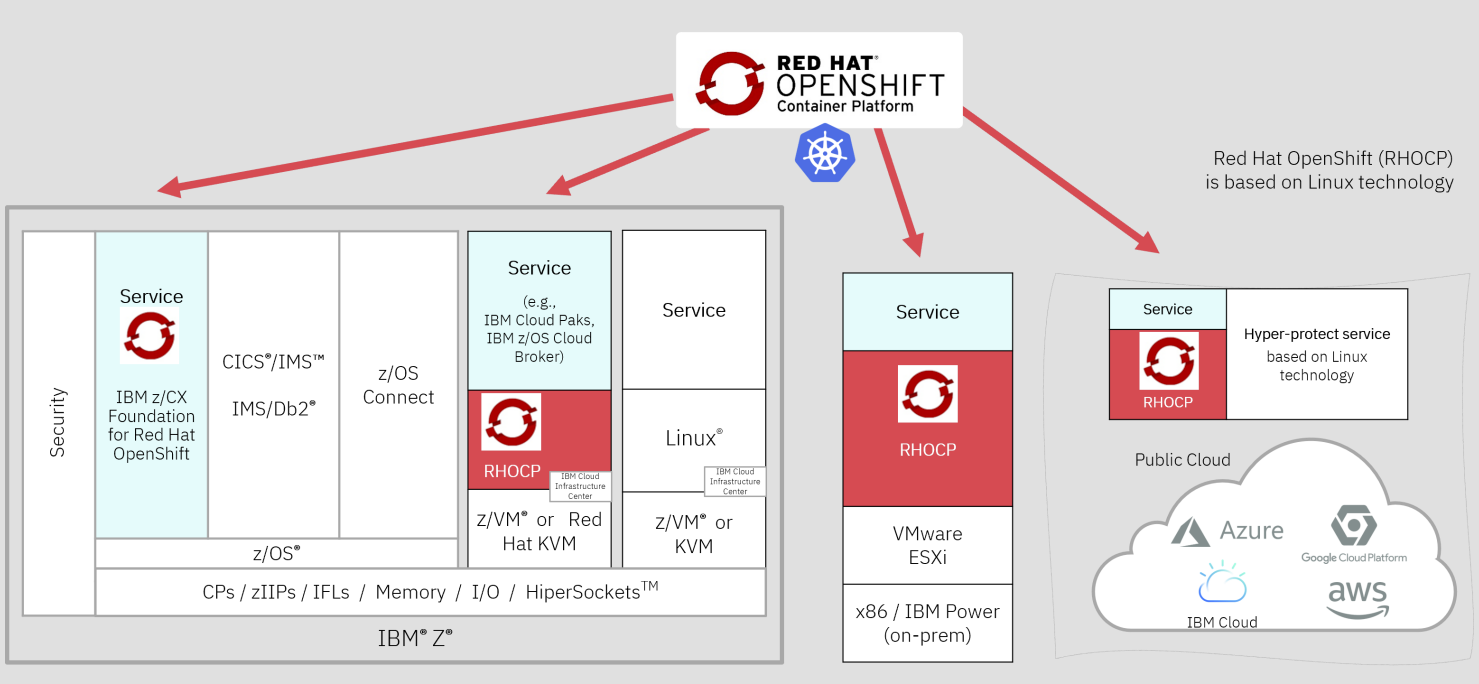 RED HAT®
OPENSHIFT
Container Platform
Red Hat OpenShift (RHOCP)
is based on Linux technology
Security
Service
IBM z/CX
Foundation
for Red Hat
OpenShift
CICS®/IMS™
IMS/Db2®
z/OS
Connect
z/OS®
Service
(e.g.,
IBM Cloud Paks,
IBM z/OS Cloud
Broker)
RHOCP
IBM Cloud
Infrastructure
Center
z/VM® or Red
Hat KVM
Service
Linux®
IBM Cloud
Infrastructure
Center
z/VM® or
KVM
CPs / zIIPs / IFLs / Memory / I/O / HiperSockets™
IBM® Z®
Service
RHOCP
VMware
ESXi
x86 / IBM Power
(on-prem)
Service
RHOCP
Hyper-protect service
based on Linux
technology
Public Cloud
Azure
Google Cloud Platform
IBM Cloud
aws